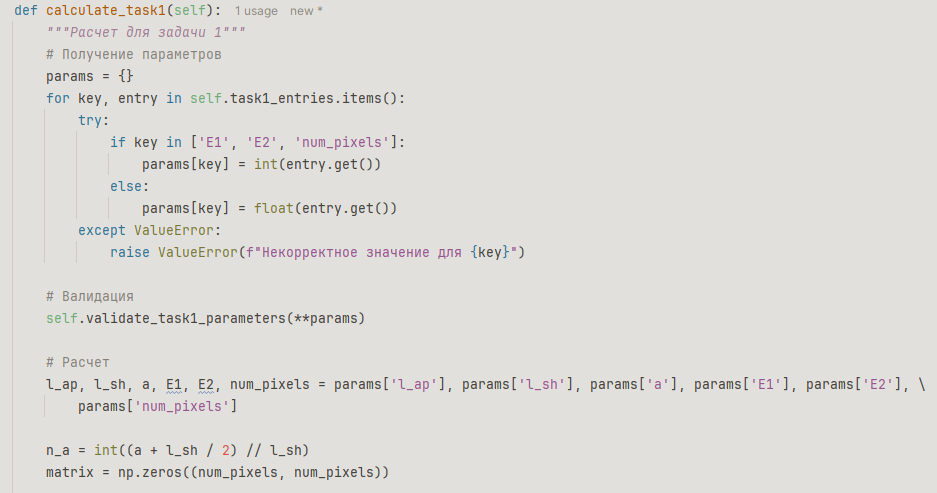 def calculate_task1(self): 1 usage new *
"""Расчет для задачи 1"""
# Получение параметров
params = {}
for key, entry in self.task1_entries.items():
try:
if key in ['E1', 'E2', 'num_pixels']:
params[key] = int(entry.get())
else:
params[key] = float(entry.get())
except ValueError:
raise ValueError(f"Некорректное значение для {key}")
# Валидация
self.validate_task1_parameters(**params)
# Расчет
l_ap, l_sh, a, E1, E2, num_pixels = params['l_ap'], params['l_sh'], params['a'], params['E1'], params['E2'], \
params['num_pixels']
n_a = int((a + l_sh / 2) // l_sh)
matrix = np.zeros((num_pixels, num_pixels))